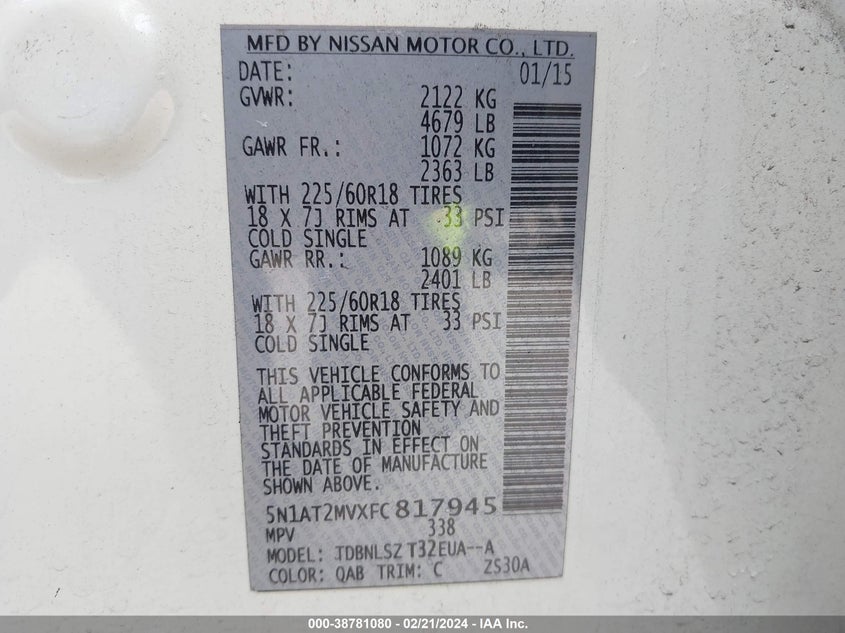 MFD BY NISSAN MOTOR CO., LTD.
DATE: 01/15
GVWR: 2122 KG
4679 LB
GAWR FR.: 1072 KG
2363 LB
WITH 225/60R18 TIRES
18 X 7J RIMS AT 33 PSI
COLD SINGLE
GAWR RR.: 1089 KG
2401 LB
WITH 225/60R18 TIRES
18 X 7J RIMS AT 33 PSI
COLD SINGLE
THIS VEHICLE CONFORMS TO
ALL APPLICABLE FEDERAL
MOTOR VEHICLE SAFETY AND
THEFT PREVENTION
STANDARDS IN EFFECT ON
THE DATE OF MANUFACTURE
SHOWN ABOVE.
5N1AT2MVXFC817945
MPV 338
MODEL: TDBNLSZ T32EUA--A
COLOR: QAB TRIM: C ZS30A
000-38781080 - 02/21/2024 - IAA Inc.